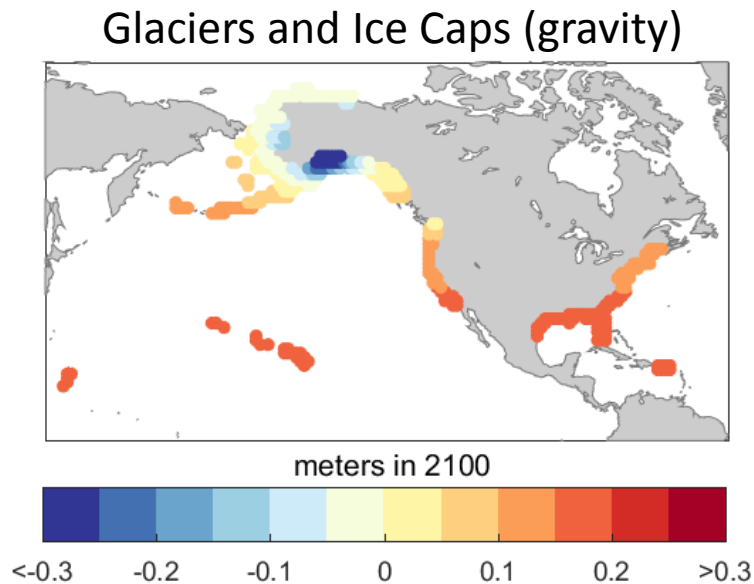 Glaciers and Ice Caps (gravity)
meters in 2100
<-0.3 -0.2 -0.1 0 0.1 0.2 >0.3